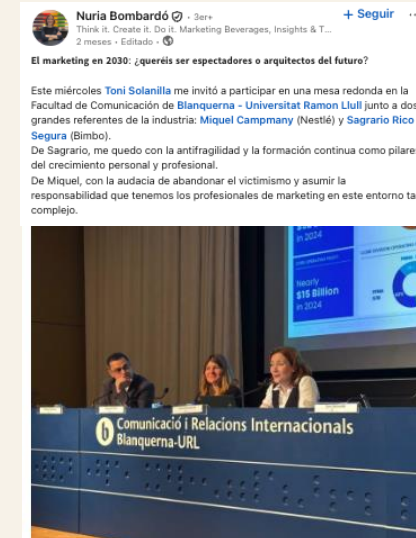 Nuria Bombardó · 3er+
+ Seguir
Think it. Create it. Do it. Marketing Beverages, Insights & T...
2 meses · Editado ·
El marketing en 2030: ¿queréis ser espectadores o arquitectos del futuro?
Este miércoles Toni Solanilla me invitó a participar en una mesa redonda en la
Facultad de Comunicación de Blanquerna - Universitat Ramon Llull junto a dos
grandes referentes de la industria: Miquel Campmany (Nestlé) y Sagrario Rico
Segura (Bimbo).
De Sagrario, me quedo con la antifragilidad y la formación continua como pilares
del crecimiento personal y profesional.
De Miquel, con la audacia de abandonar el victimismo y asumir la
responsabilidad que tenemos los profesionales de marketing en este entorno ta
complejo.
in 2024
Nearly
$15 Billion
in 2024
b Comunicació i Relacions Internacionals
Blanquerna-URL